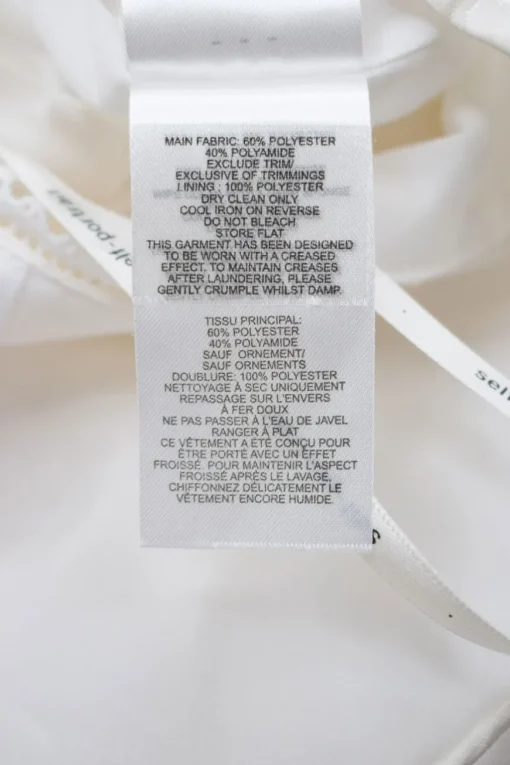 MAIN FABRIC: 60% POLYESTER
40% POLYAMIDE
EXCLUDE TRIM/
EXCLUSIVE OF TRIMMINGS
LINING : 100% POLYESTER
DRY CLEAN ONLY
COOL IRON ON REVERSE
DO NOT BLEACH
STORE FLAT
THIS GARMENT HAS BEEN DESIGNED
TO BE WORN WITH A CREASED
EFFECT. TO MAINTAIN CREASES
AFTER LAUNDERING, PLEASE
GENTLY CRUMPLE WHILST DAMP.
TISSU PRINCIPAL:
60% POLYESTER
40% POLYAMIDE
SAUF ORNEMENT/
SAUF ORNEMENTS
DOUBLURE: 100% POLYESTER
NETTOYAGE À SEC UNIQUEMENT
REPASSAGE SUR L'ENVERS
À FER DOUX
NE PAS PASSER À L'EAU DE JAVEL
RANGER À PLAT
CE VÊTEMENT A ÉTÉ CONÇU POUR
ÊTRE PORTÉ AVEC UN EFFET
FROISSÉ. POUR MAINTENIR L'ASPECT
FROISSÉ APRÈS LE LAVAGE,
CHIFFONNEZ DÉLICATEMENT LE
VÊTEMENT ENCORE HUMIDE.
elf-portrait
self